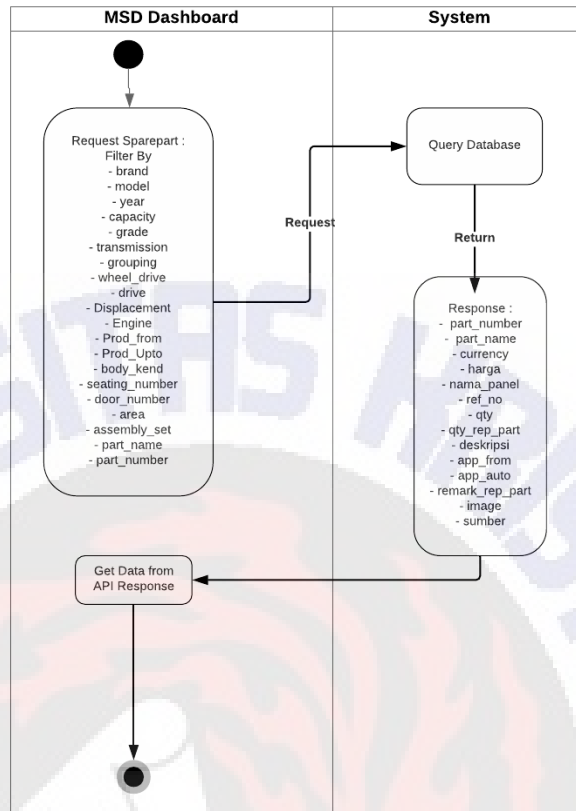 MSD Dashboard
System
Request Sparepart :
Filter By
- brand
- model
- year
- capacity
- grade
- transmission
- grouping
- wheel_drive
- drive
- Displacement
- Engine
- Prod_from
- Prod_Upto
- body_kend
- seating_number
- door_number
- area
- assembly_set
- part_name
- part_number
Request
Query Database
Return
Response :
- part_number
- part_name
- currency
- harga
- nama_panel
- ref_no
- qty
- qty_rep_part
- deskripsi
- app_from
- app_auto
- remark_rep_part
- image
- sumber
Get Data from
API Response